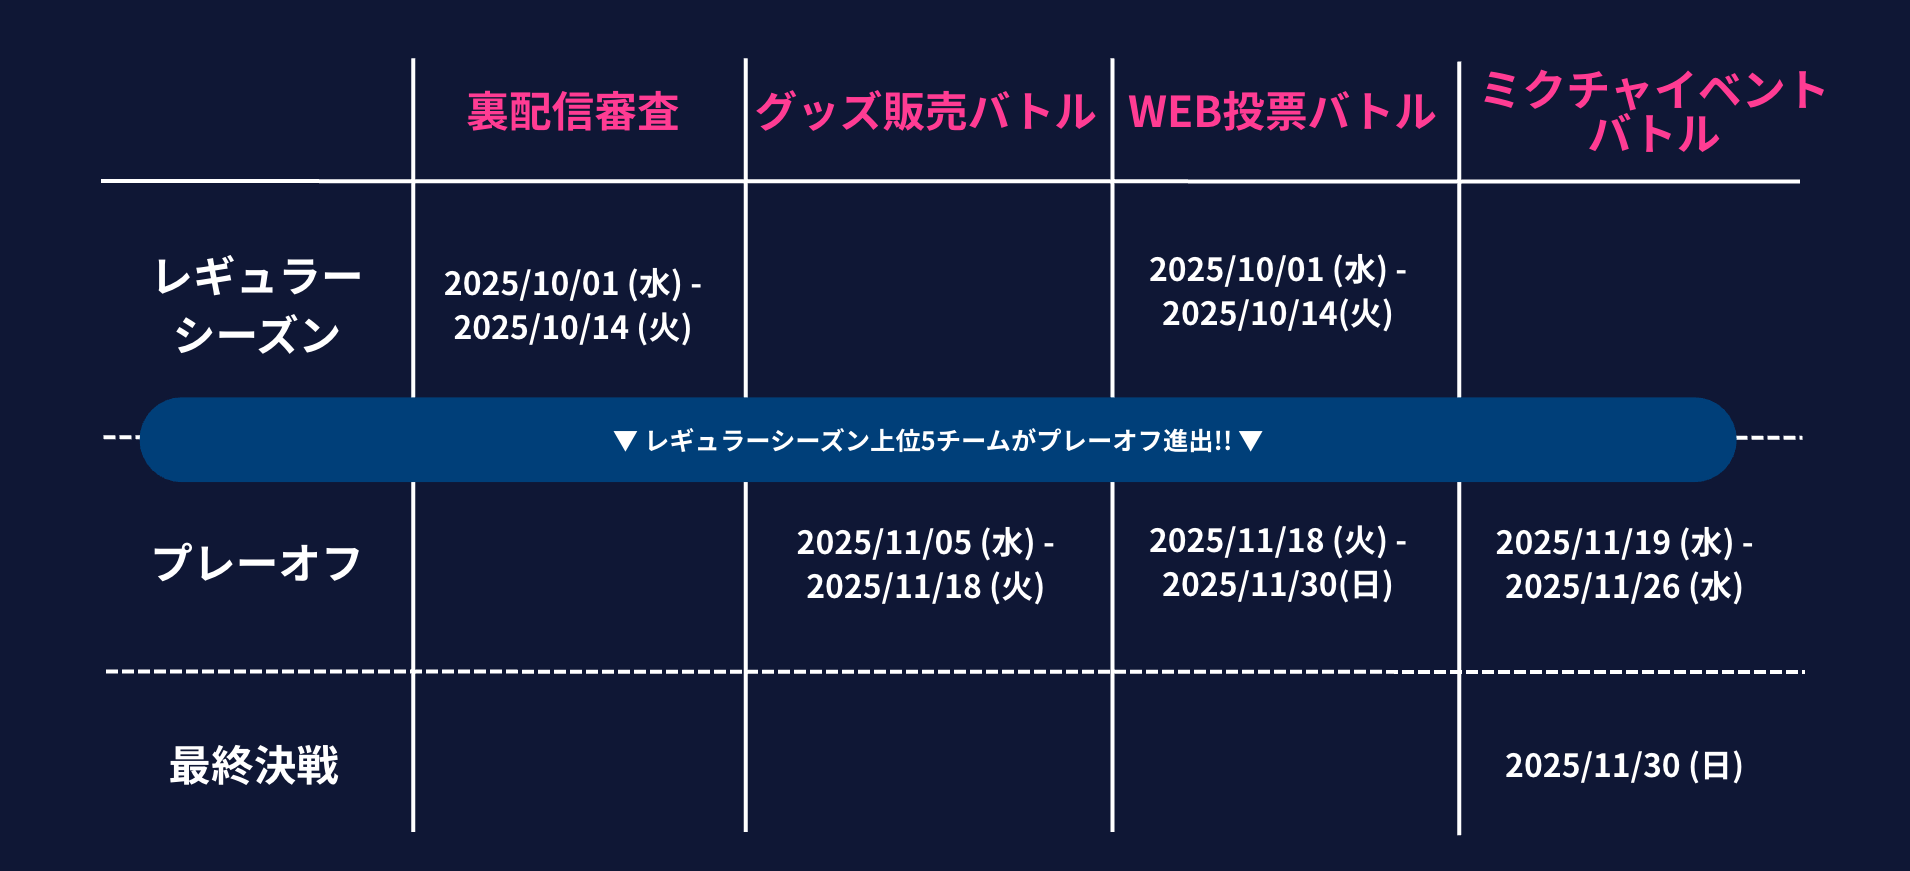 裏配信審査
グッズ販売バトル
WEB投票バトル
ミクチャイベント
バトル
レギュラー
シーズン
2025/10/01 (水) -
2025/10/14 (火)
2025/10/01 (水) -
2025/10/14(火)
▼ レギュラーシーズン上位5チームがプレーオフ進出!! ▼
プレーオフ
2025/11/05 (水) -
2025/11/18 (火)
2025/11/18 (火) -
2025/11/30(日)
2025/11/19 (水) -
2025/11/26 (水)
最終決戦
2025/11/30 (日)